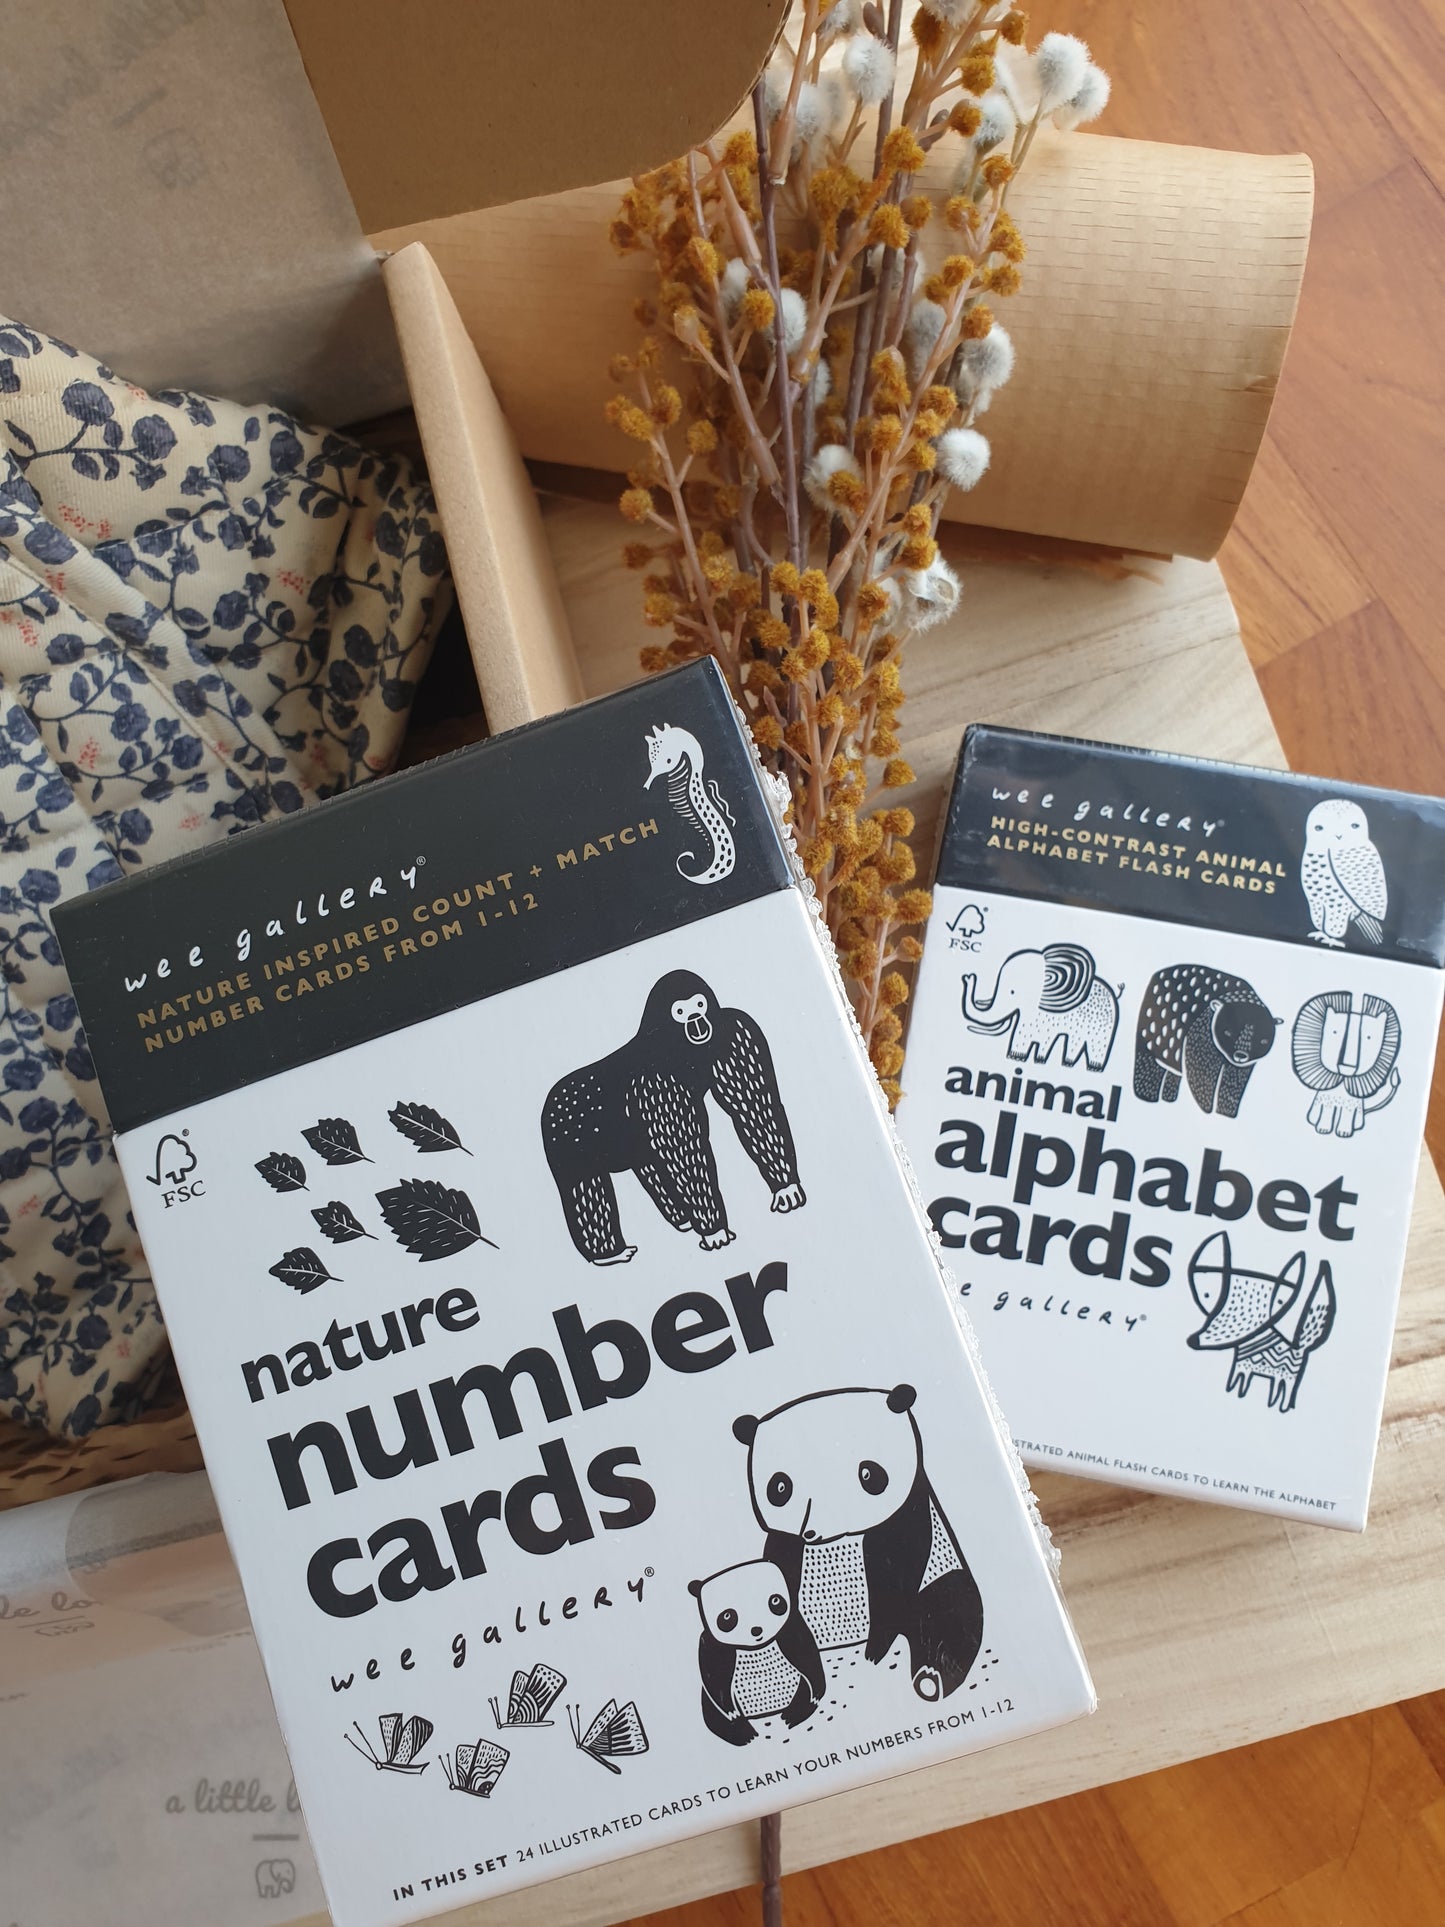 wee gallery®
NATURE INSPIRED COUNT + MATCH
NUMBER CARDS FROM 1-12
FSC
nature
number
cards
wee gallery®
IN THIS SET 24 ILLUSTRATED CARDS TO LEARN YOUR NUMBERS FROM 1-12
wee gallery®
HIGH-CONTRAST ANIMAL
ALPHABET FLASH CARDS
FSC
animal
alphabet
cards
gallery®
ANIMAL FLASH CARDS TO LEARN THE ALPHABET
a little